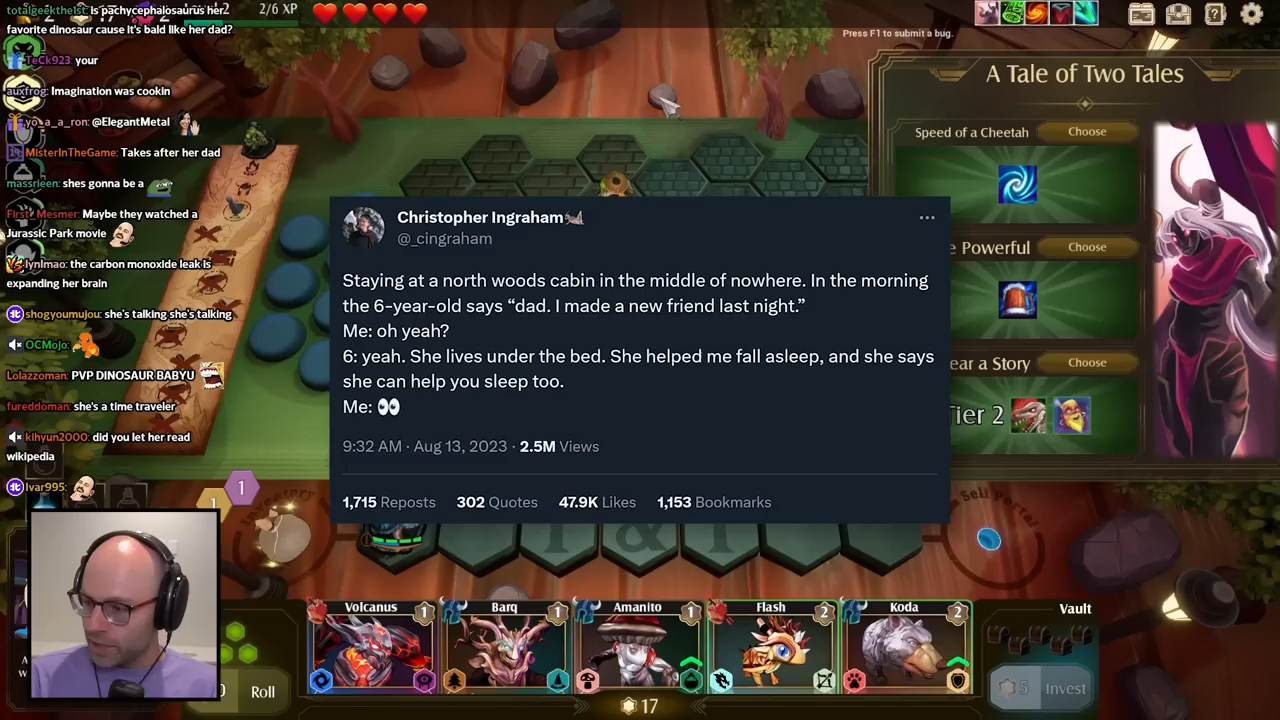 2/6 XP
Press F1 to submit a bug.
totalgeekthe1st: Is pachycephalosaurus her
favorite dinosaur cause it's bald like her dad?
TeCk923: your
auxfrog: Imagination was cookin
yo_a_a_ron: @ElegantMetal
MisterInTheGame: Takes after her dad
massrieen: shes gonna be a
First_Mesmer: Maybe they watched a
Jurassic Park movie
lynlmao: the carbon monoxide leak is
expanding her brain
shogyoumujou: she's talking she's talking
OCMojo:
Lolazzoman: PVP DINOSAUR BABYU
fureddoman: she's a time traveler
kihyun2000: did you let her read
wikipedia
Ivar995:
A Tale of Two Tales
Speed of a Cheetah
Choose
e Powerful
Choose
ear a Story
Choose
Tier 2
Christopher Ingraham
@_cingraham
Staying at a north woods cabin in the middle of nowhere. In the morning
the 6-year-old says “dad. I made a new friend last night.”
Me: oh yeah?
6: yeah. She lives under the bed. She helped me fall asleep, and she says
she can help you sleep too.
Me: 👀
9:32 AM · Aug 13, 2023 · 2.5M Views
1,715 Reposts 302 Quotes 47.9K Likes 1,153 Bookmarks
1
1
Sell Portal
Volcanus 1
Barq 1
Amanito 1
Flash 2
Koda 2
Vault
Roll
17
5 Invest